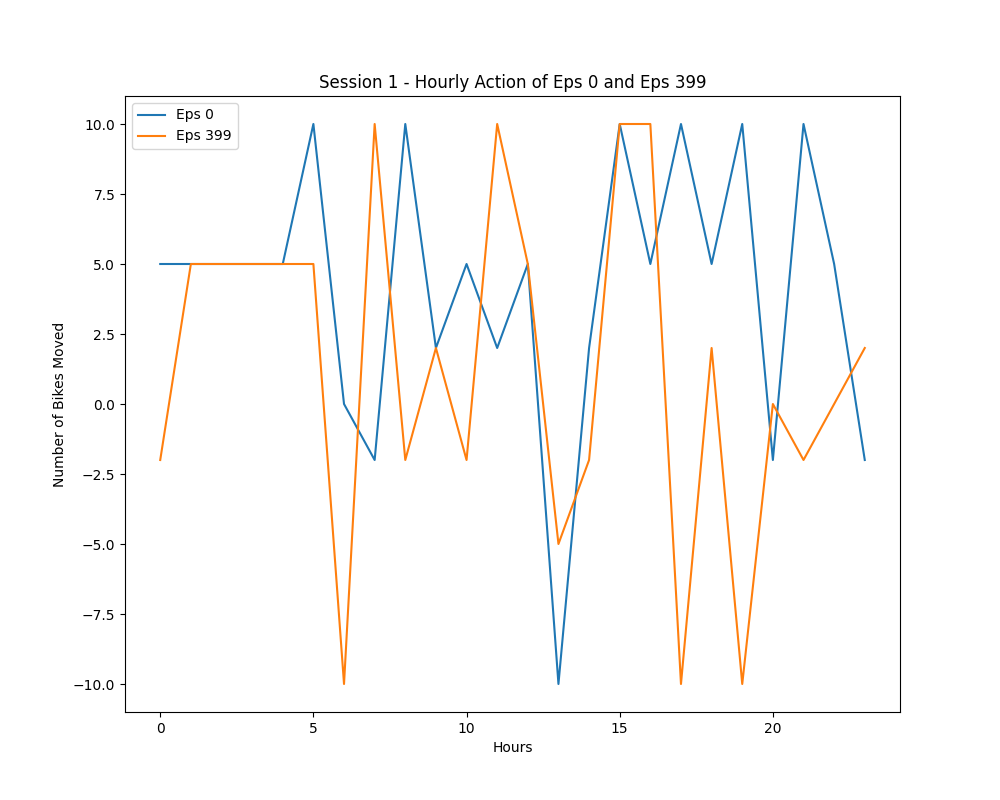 Session 1 - Hourly Action of Eps 0 and Eps 399
Eps 0
Eps 399
10.0
7.5
5.0
2.5
0.0
−2.5
−5.0
−7.5
−10.0
Number of Bikes Moved
0
5
10
15
20
Hours